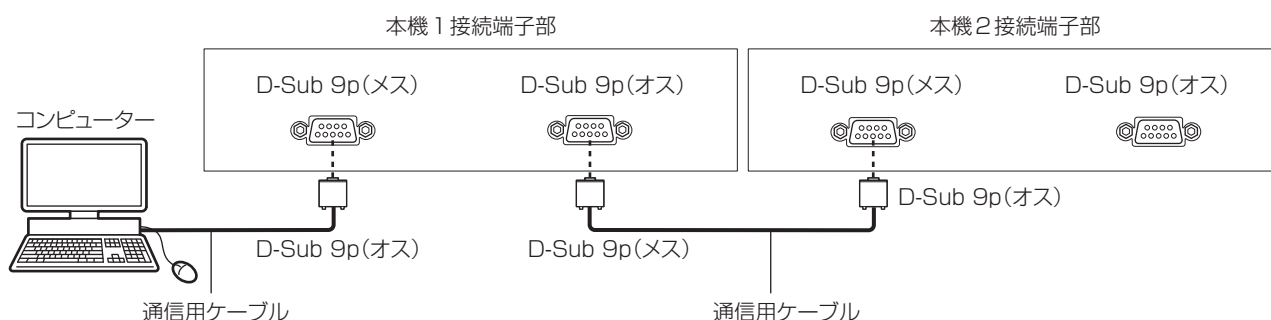 本機1接続端子部
本機2接続端子部
D-Sub 9p(メス)
D-Sub 9p(オス)
D-Sub 9p(メス)
D-Sub 9p(オス)
コンピューター
D-Sub 9p(オス)
D-Sub 9p(オス)
D-Sub 9p(メス)
通信用ケーブル
通信用ケーブル